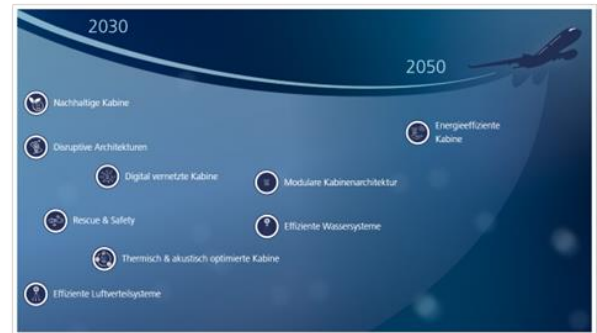 2030
2050
Nachhaltige Kabine
Energieeffiziente
Kabine
Disruptive Architekturen
Digital vernetzte Kabine
Modulare Kabinenarchitektur
Rescue & Safety
Effiziente Wassersysteme
Thermisch & akustisch optimierte Kabine
Effiziente Luftverteilsysteme